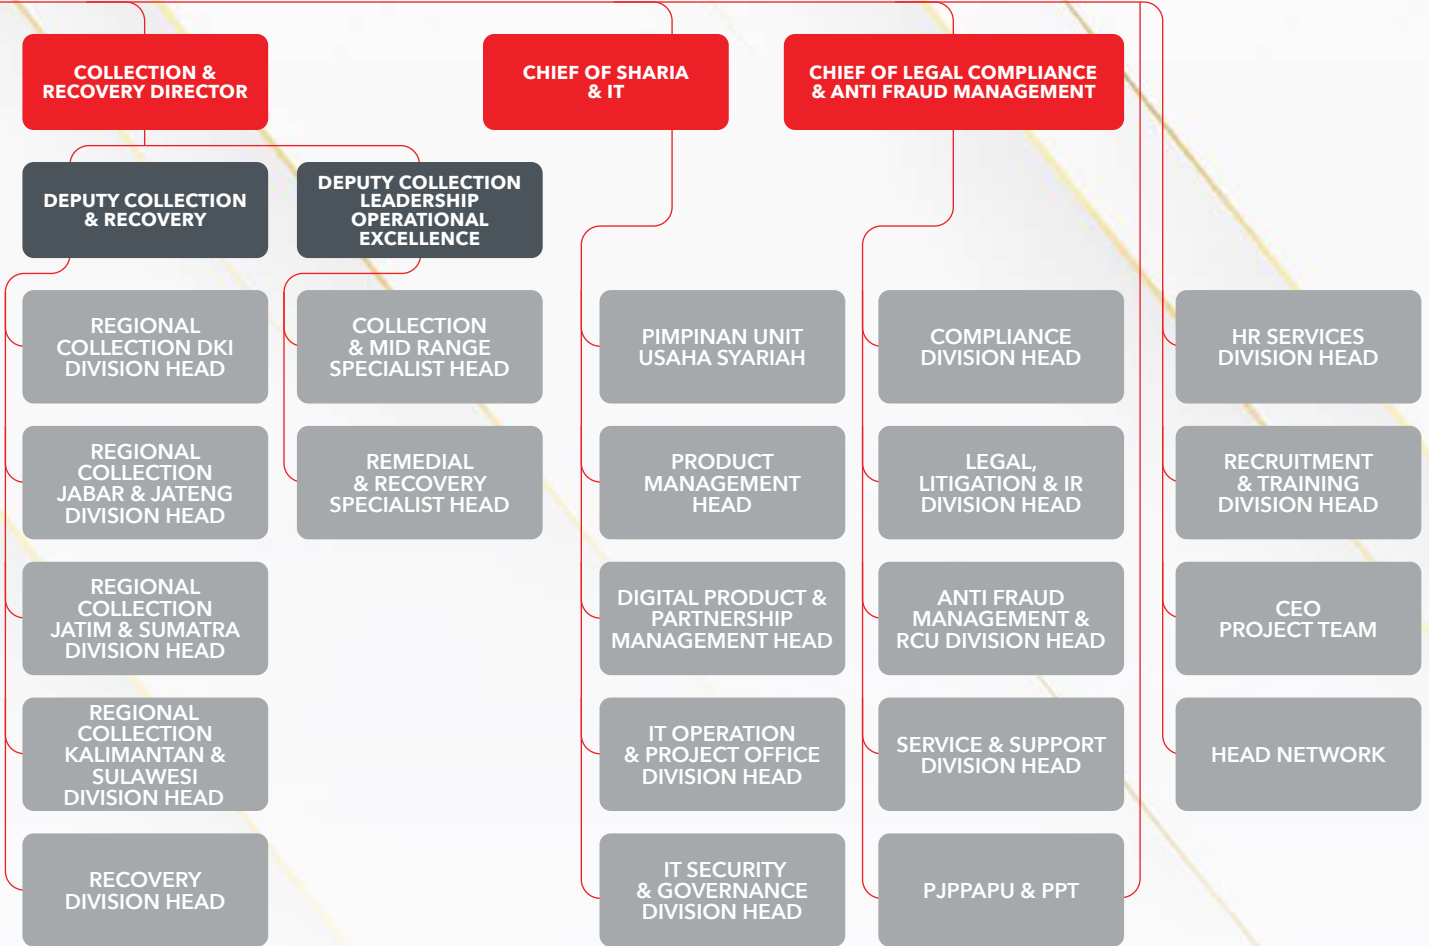 COLLECTION &
RECOVERY DIRECTOR
CHIEF OF SHARIA
& IT
CHIEF OF LEGAL COMPLIANCE
& ANTI FRAUD MANAGEMENT
DEPUTY COLLECTION
& RECOVERY
DEPUTY COLLECTION
LEADERSHIP
OPERATIONAL
EXCELLENCE
REGIONAL
COLLECTION DKI
DIVISION HEAD
REGIONAL
COLLECTION
JABAR & JATENG
DIVISION HEAD
REGIONAL
COLLECTION
JATIM & SUMATRA
DIVISION HEAD
REGIONAL
COLLECTION
KALIMANTAN &
SULAWESI
DIVISION HEAD
RECOVERY
DIVISION HEAD
COLLECTION
& MID RANGE
SPECIALIST HEAD
REMEDIAL
& RECOVERY
SPECIALIST HEAD
PIMPINAN UNIT
USAHA SYARIAH
PRODUCT
MANAGEMENT
HEAD
DIGITAL PRODUCT &
PARTNERSHIP
MANAGEMENT HEAD
IT OPERATION
& PROJECT OFFICE
DIVISION HEAD
IT SECURITY
& GOVERNANCE
DIVISION HEAD
COMPLIANCE
DIVISION HEAD
LEGAL,
LITIGATION & IR
DIVISION HEAD
ANTI FRAUD
MANAGEMENT &
RCU DIVISION HEAD
SERVICE & SUPPORT
DIVISION HEAD
PJPPAPU & PPT
HR SERVICES
DIVISION HEAD
RECRUITMENT
& TRAINING
DIVISION HEAD
CEO
PROJECT TEAM
HEAD NETWORK